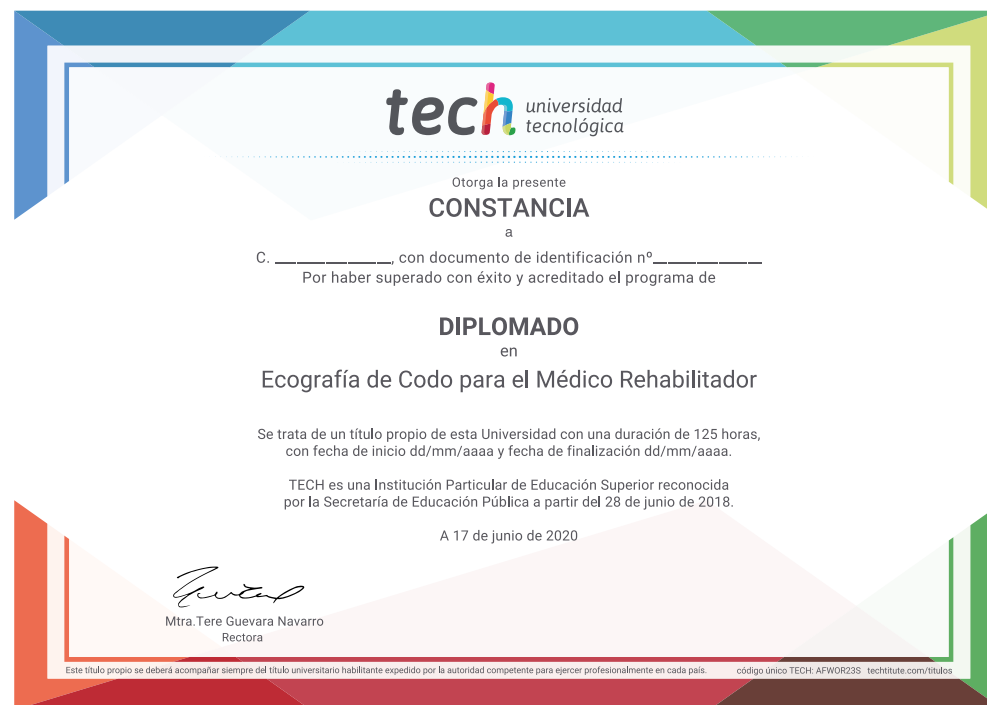 tech universidad
tecnológica
Otorga la presente
CONSTANCIA
a
C. ________________, con documento de identificación nº_______________
Por haber superado con éxito y acreditado el programa de
DIPLOMADO
en
Ecografía de Codo para el Médico Rehabilitador
Se trata de un título propio de esta Universidad con una duración de 125 horas,
con fecha de inicio dd/mm/aaaa y fecha de finalización dd/mm/aaaa.
TECH es una Institución Particular de Educación Superior reconocida
por la Secretaría de Educación Pública a partir del 28 de junio de 2018.
A 17 de junio de 2020
Mtra.Tere Guevara Navarro
Rectora
Este título propio se deberá acompañar siempre del título universitario habilitante expedido por la autoridad competente para ejercer profesionalmente en cada país. código único TECH: AFWOR23S techtitute.com/titulos